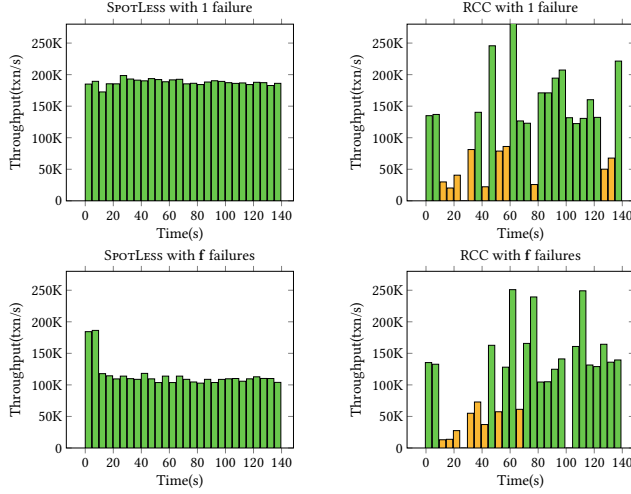 SpotLess with 1 failure
250K
200K
150K
100K
50K
0
Throughput(txn/s)
0 20 40 60 80 100 120 140
Time(s)
RCC with 1 failure
250K
200K
150K
100K
50K
0
Throughput(txn/s)
0 20 40 60 80 100 120 140
Time(s)
SpotLess with f failures
250K
200K
150K
100K
50K
0
Throughput(txn/s)
0 20 40 60 80 100 120 140
Time(s)
RCC with f failures
250K
200K
150K
100K
50K
0
Throughput(txn/s)
0 20 40 60 80 100 120 140
Time(s)